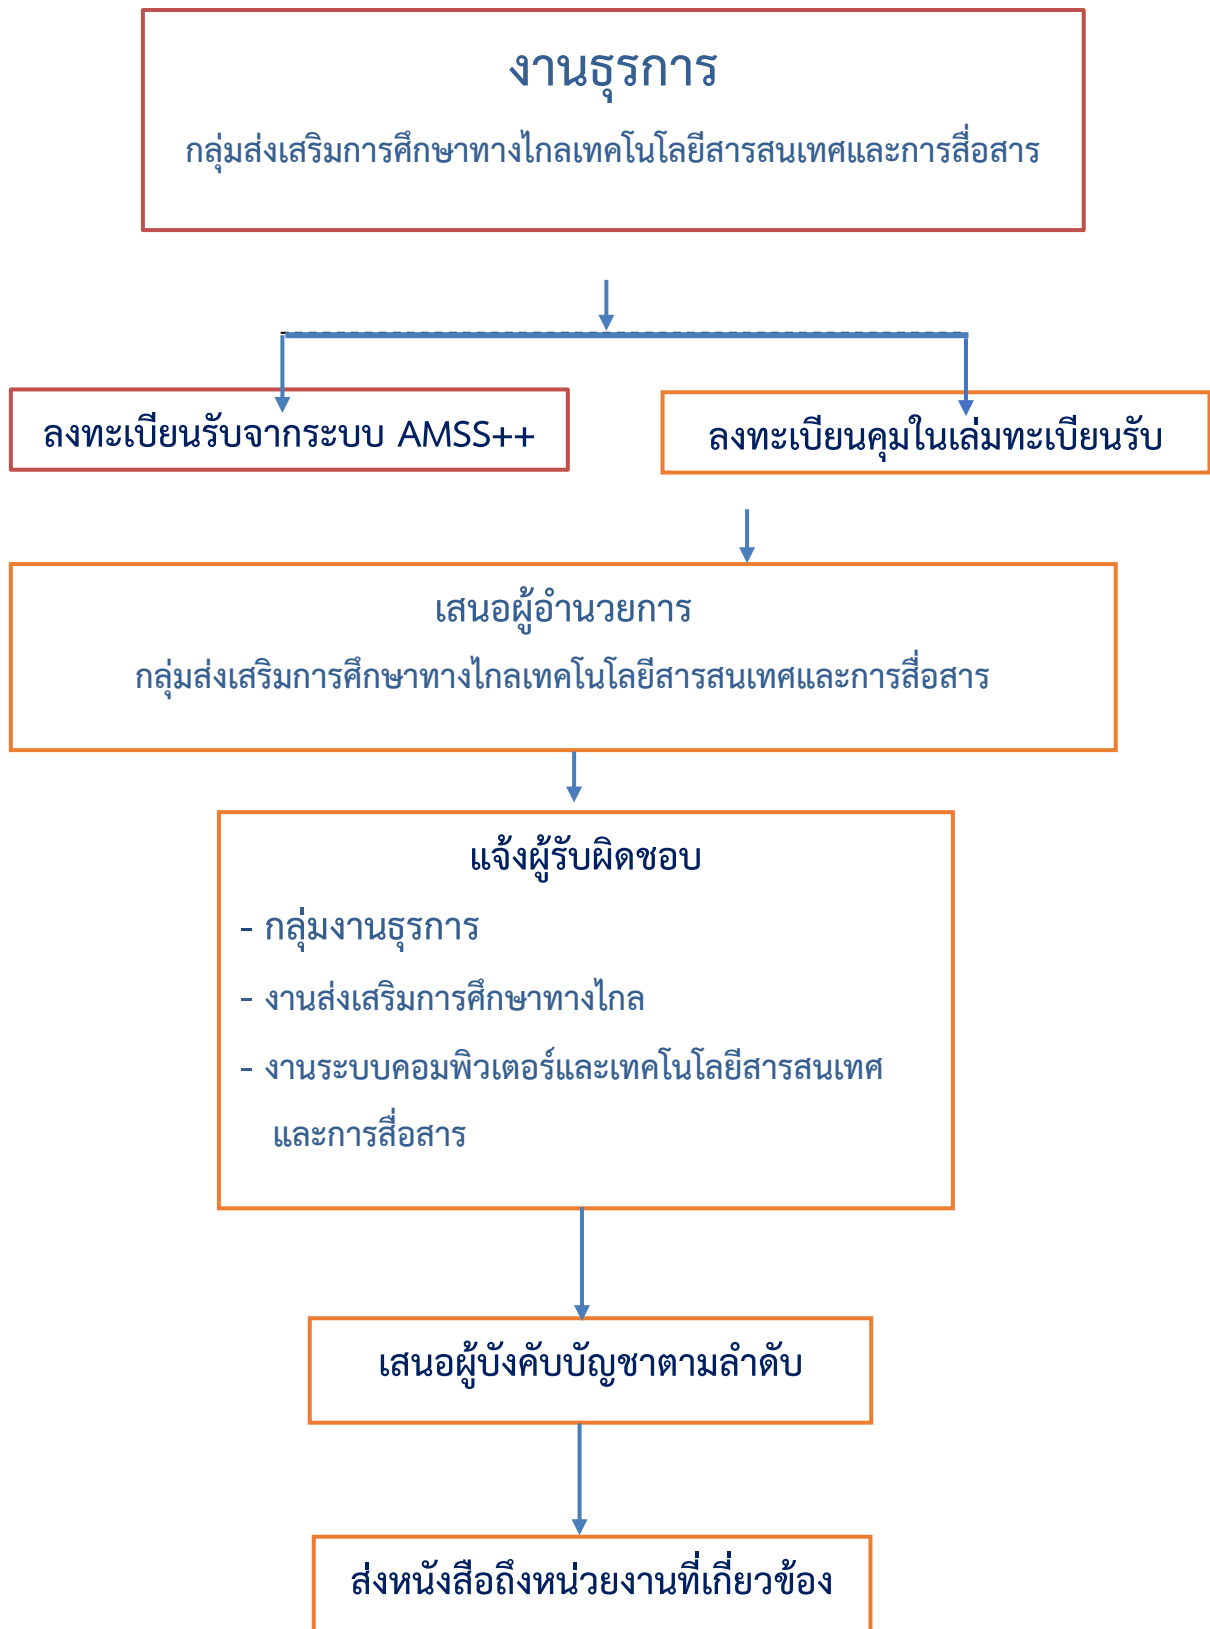 งานธุรการ
กลุ่มส่งเสริมการศึกษาทางไกลเทคโนโลยีสารสนเทศและการสื่อสาร
ลงทะเบียนรับจากระบบ AMSS++
ลงทะเบียนคุมในเล่มทะเบียนรับ
เสนอผู้อำนวยการ
กลุ่มส่งเสริมการศึกษาทางไกลเทคโนโลยีสารสนเทศและการสื่อสาร
แจ้งผู้รับผิดชอบ
- กลุ่มงานธุรการ
- งานส่งเสริมการศึกษาทางไกล
- งานระบบคอมพิวเตอร์และเทคโนโลยีสารสนเทศ
และการสื่อสาร
เสนอผู้บังคับบัญชาตามลำดับ
ส่งหนังสือถึงหน่วยงานที่เกี่ยวข้อง